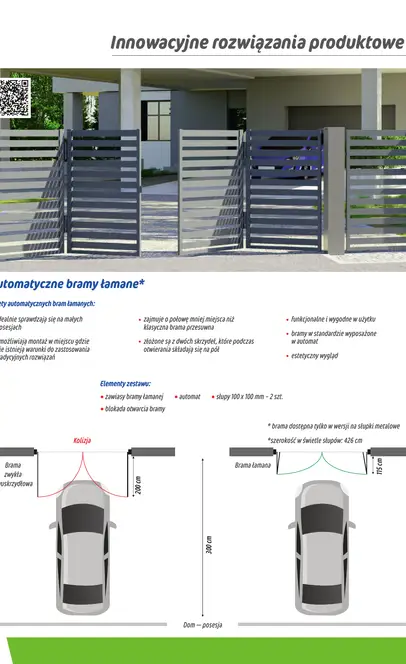 Innowacyjne rozwiązania produktowe
utomatyczne bramy łamane*
ety automatycznych bram łamanych:
ealnie sprawdzają się na małych
osesjach
możliwiają montaż w miejscu gdzie
ie istnieją warunki do zastosowania
adycyjnych rozwiązań
• zajmuje o połowę mniej miejsca niż
klasyczna brama przesuwna
• złożone są z dwóch skrzydeł, które podczas
otwierania składają się na pół
• funkcjonalne i wygodne w użytku
• bramy w standardzie wyposażone
w automat
• estetyczny wygląd
Elementy zestawu:
• zawiasy bramy łamanej • automat • słupy 100 x 100 mm - 2 szt.
• blokada otwarcia bramy
* brama dostępna tylko w wersji na słupki metalowe
*szerokość w świetle słupów: 426 cm
Kolizja
Brama
zwykła
wuskrzydłowa
200 cm
300 cm
Brama łamana
115 cm
Dom — posesja